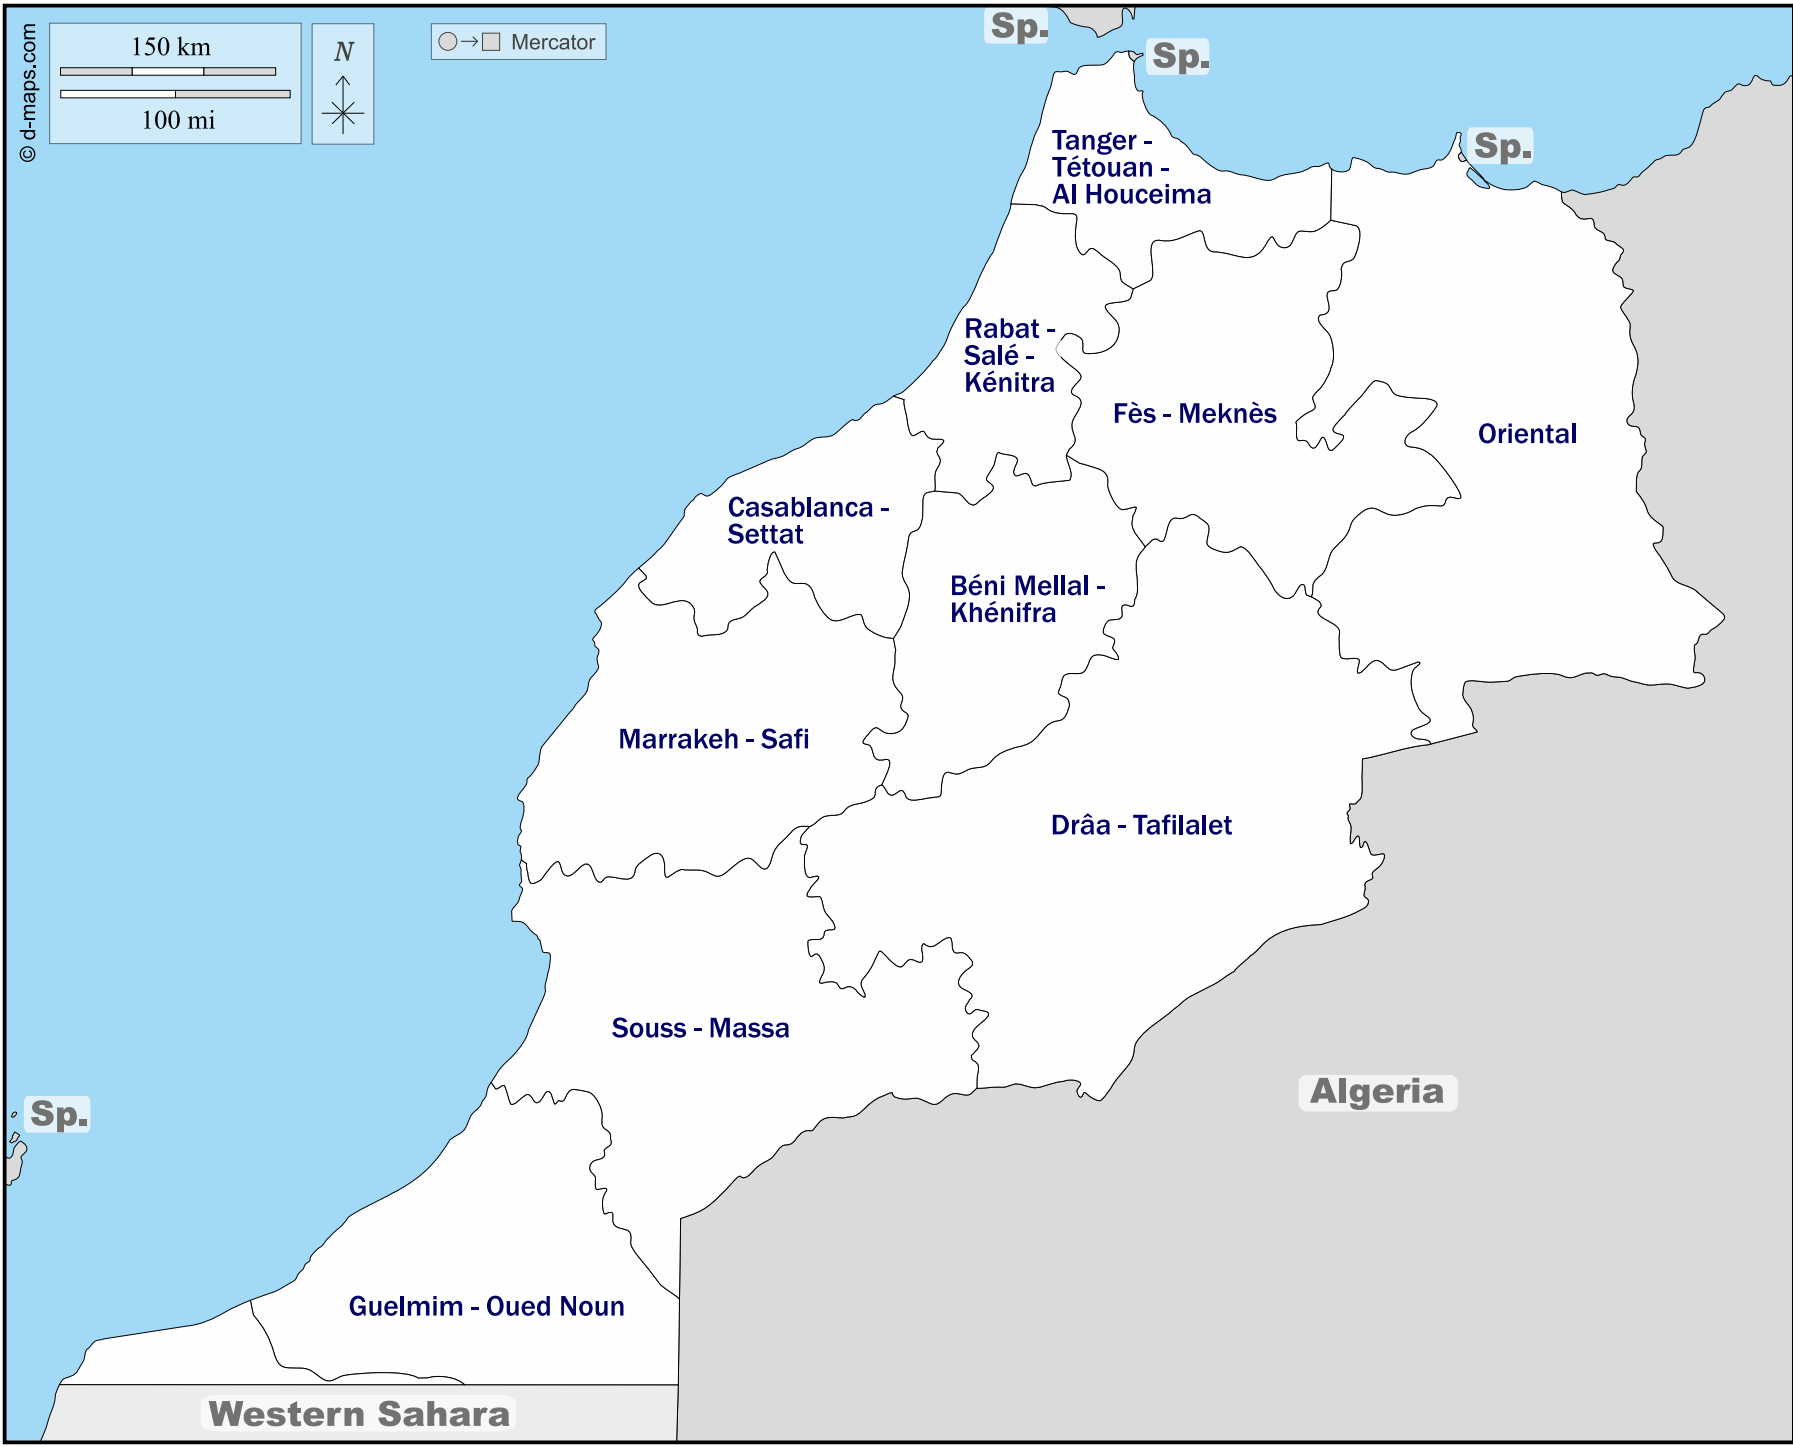 © d-maps.com
150 km
100 mi
N
Mercator
Sp.
Sp.
Sp.
Tanger -
Tétouan -
Al Houceima
Rabat -
Salé -
Kénitra
Fès - Meknès
Oriental
Casablanca -
Settat
Béni Mellal -
Khénifra
Marrakeh - Safi
Drâa - Tafilalet
Souss - Massa
Algeria
Sp.
Guelmim - Oued Noun
Western Sahara